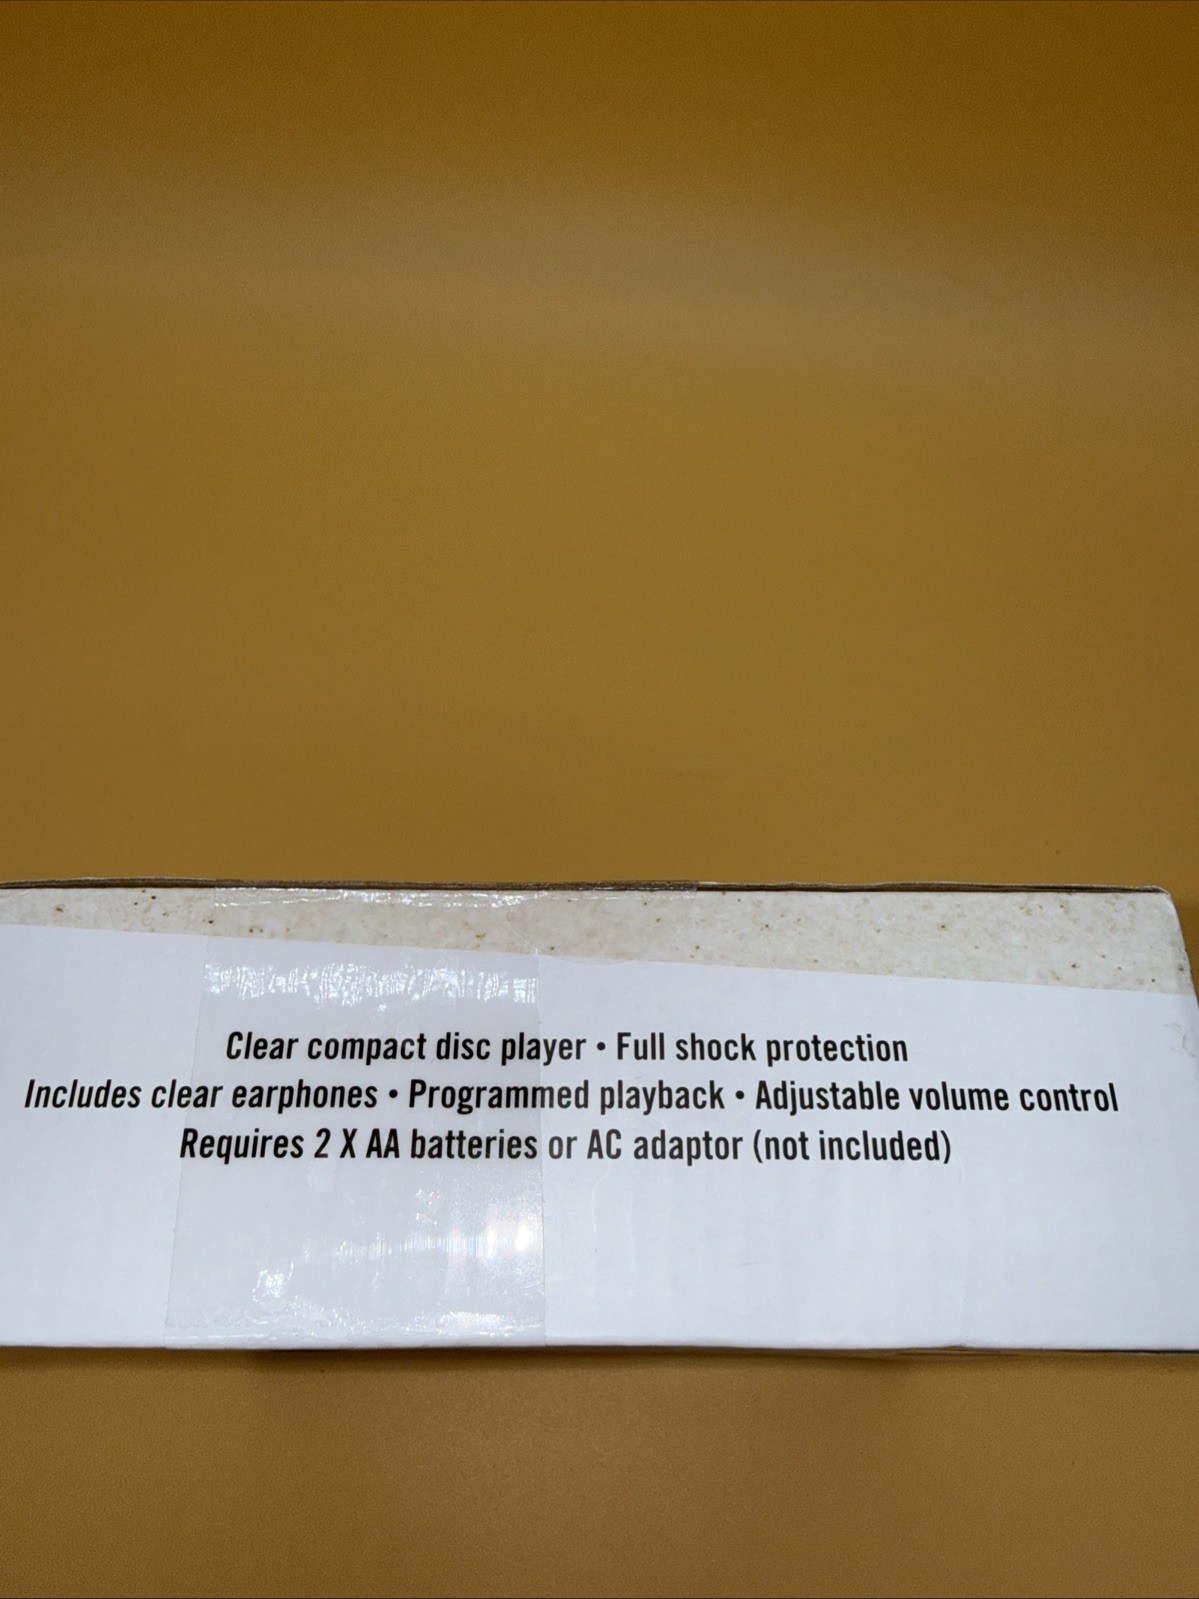 Clear compact disc player • Full shock protection
Includes clear earphones • Programmed playback • Adjustable volume control
Requires 2 X AA batteries or AC adaptor (not included)